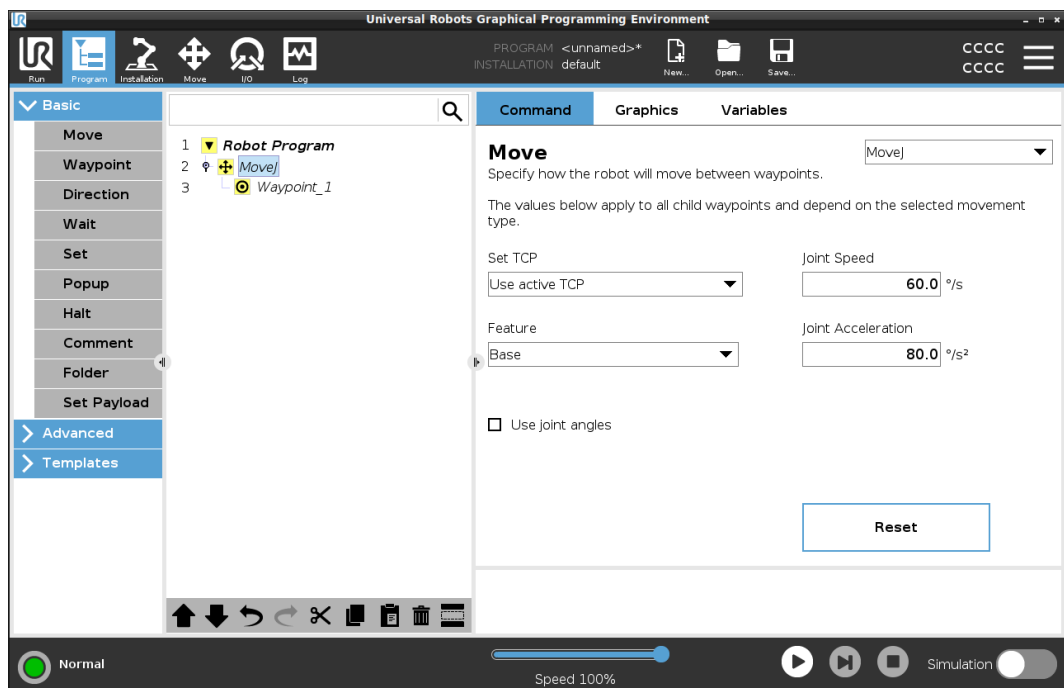 UR
Universal Robots Graphical Programming Environment
UR
Run
Program
Installation
Move
I/O
Log
PROGRAM <unnamed>*
INSTALLATION default
New...
Open...
Save...
CCCC
CCCC
Basic
Move
Waypoint
Direction
Wait
Set
Popup
Halt
Comment
Folder
Set Payload
Advanced
Templates
1 Robot Program
2 MoveJ
3 Waypoint_1
Command Graphics Variables
Move
MoveJ
Specify how the robot will move between waypoints.
The values below apply to all child waypoints and depend on the selected movement
type.
Set TCP
Use active TCP
Joint Speed
60.0 °/s
Feature
Base
Joint Acceleration
80.0 °/s²
Use joint angles
Reset
Normal
Speed 100%
Simulation